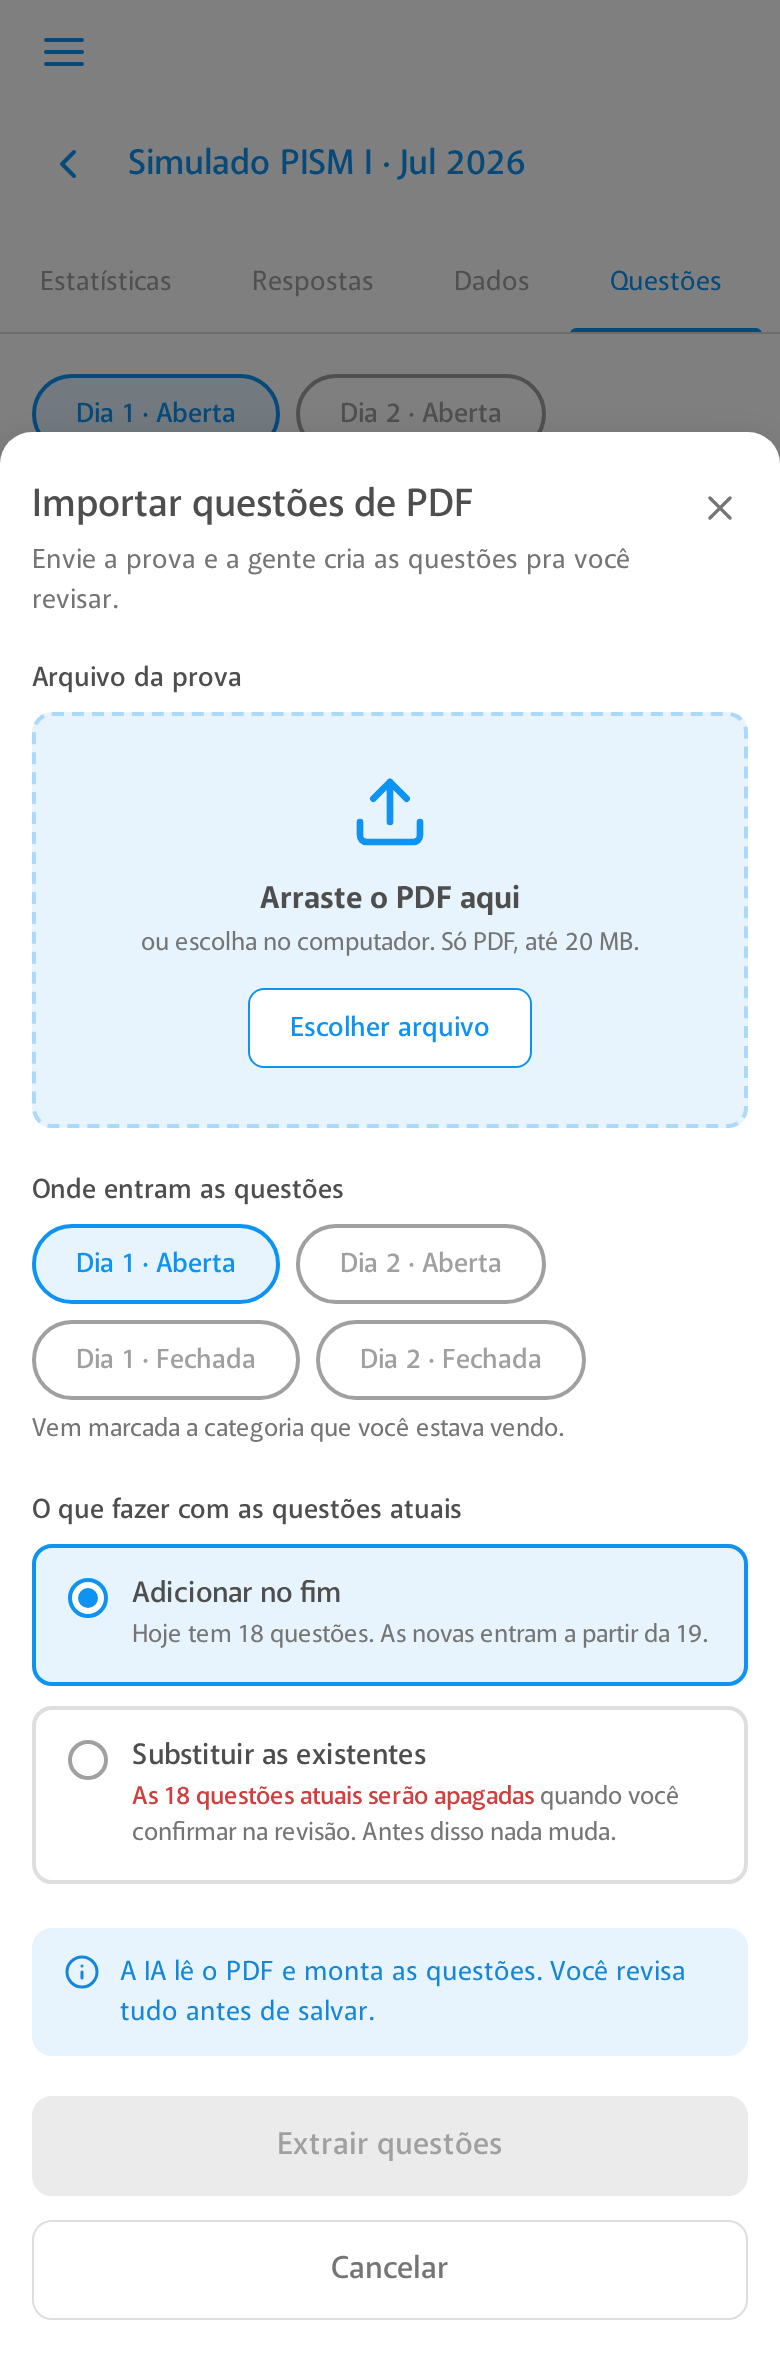 Simulado PISM I · Jul 2026
Estatísticas Respostas Dados Questões
Dia 1 · Aberta Dia 2 · Aberta
Importar questões de PDF
Envie a prova e a gente cria as questões pra você
revisar.
Arquivo da prova
Arraste o PDF aqui
ou escolha no computador. Só PDF, até 20 MB.
Escolher arquivo
Onde entram as questões
Dia 1 · Aberta Dia 2 · Aberta
Dia 1 · Fechada Dia 2 · Fechada
Vem marcada a categoria que você estava vendo.
O que fazer com as questões atuais
Adicionar no fim
Hoje tem 18 questões. As novas entram a partir da 19.
Substituir as existentes
As 18 questões atuais serão apagadas quando você
confirmar na revisão. Antes disso nada muda.
A IA lê o PDF e monta as questões. Você revisa
tudo antes de salvar.
Extrair questões
Cancelar